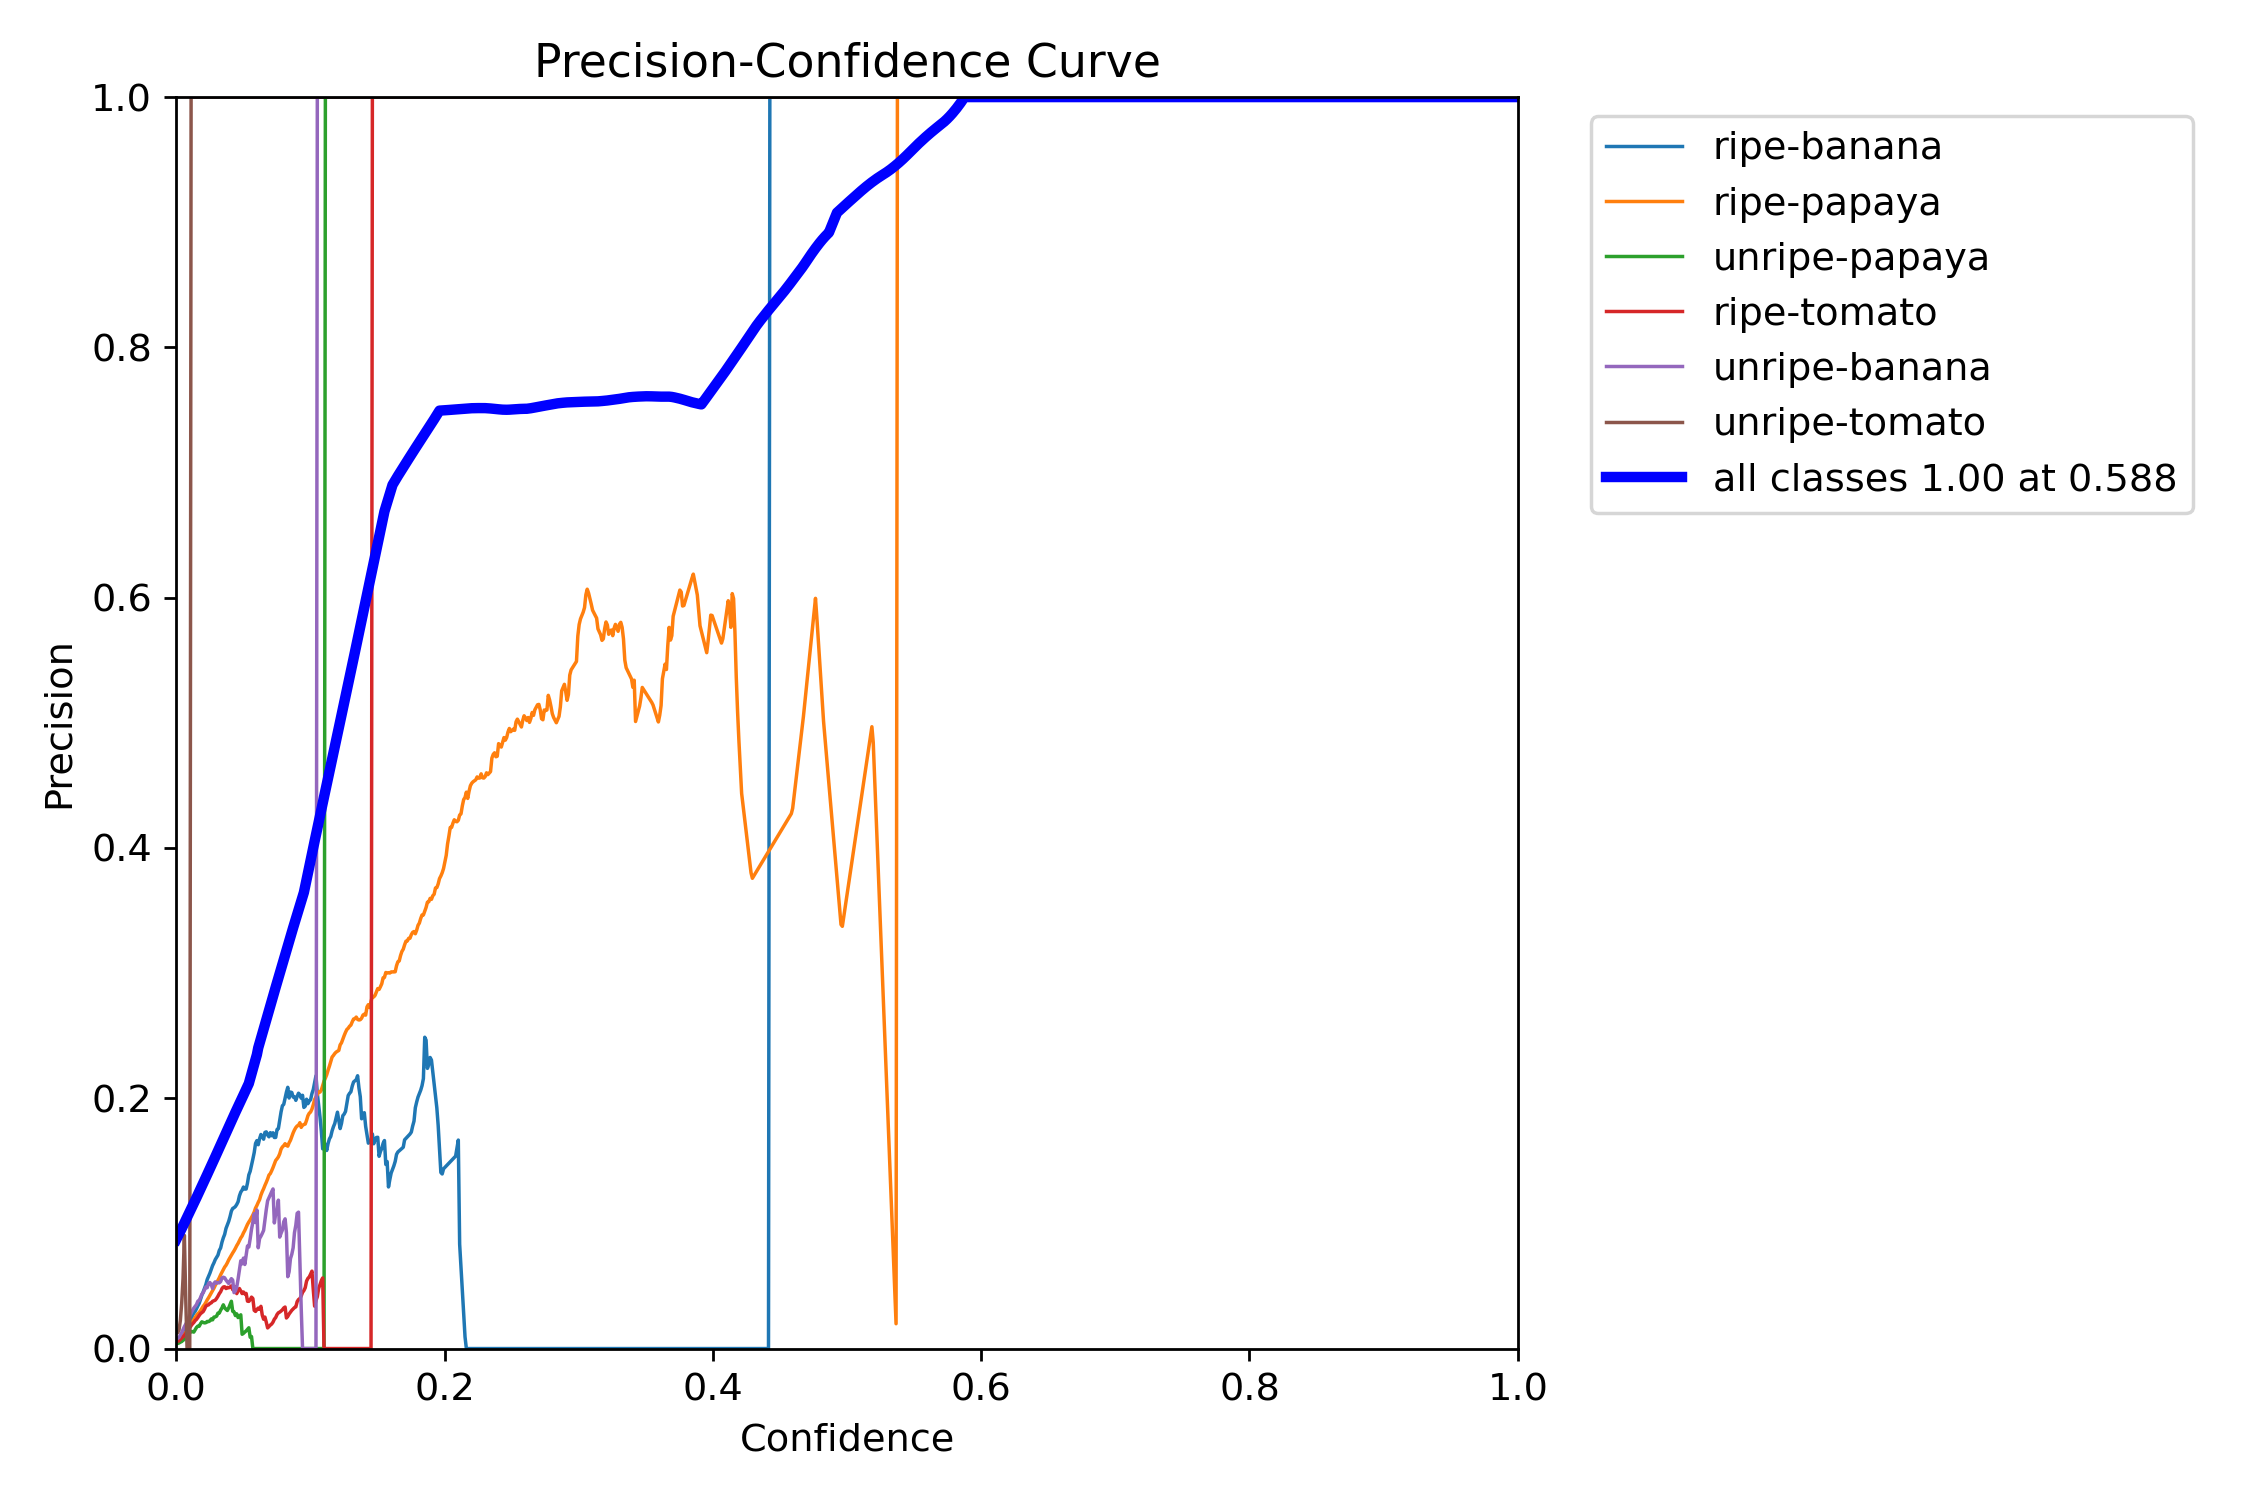 Precision-Confidence Curve
1.0
0.8
0.6
0.4
0.2
0.0
Precision
0.0 0.2 0.4 0.6 0.8 1.0
Confidence
ripe-banana
ripe-papaya
unripe-papaya
ripe-tomato
unripe-banana
unripe-tomato
all classes 1.00 at 0.588